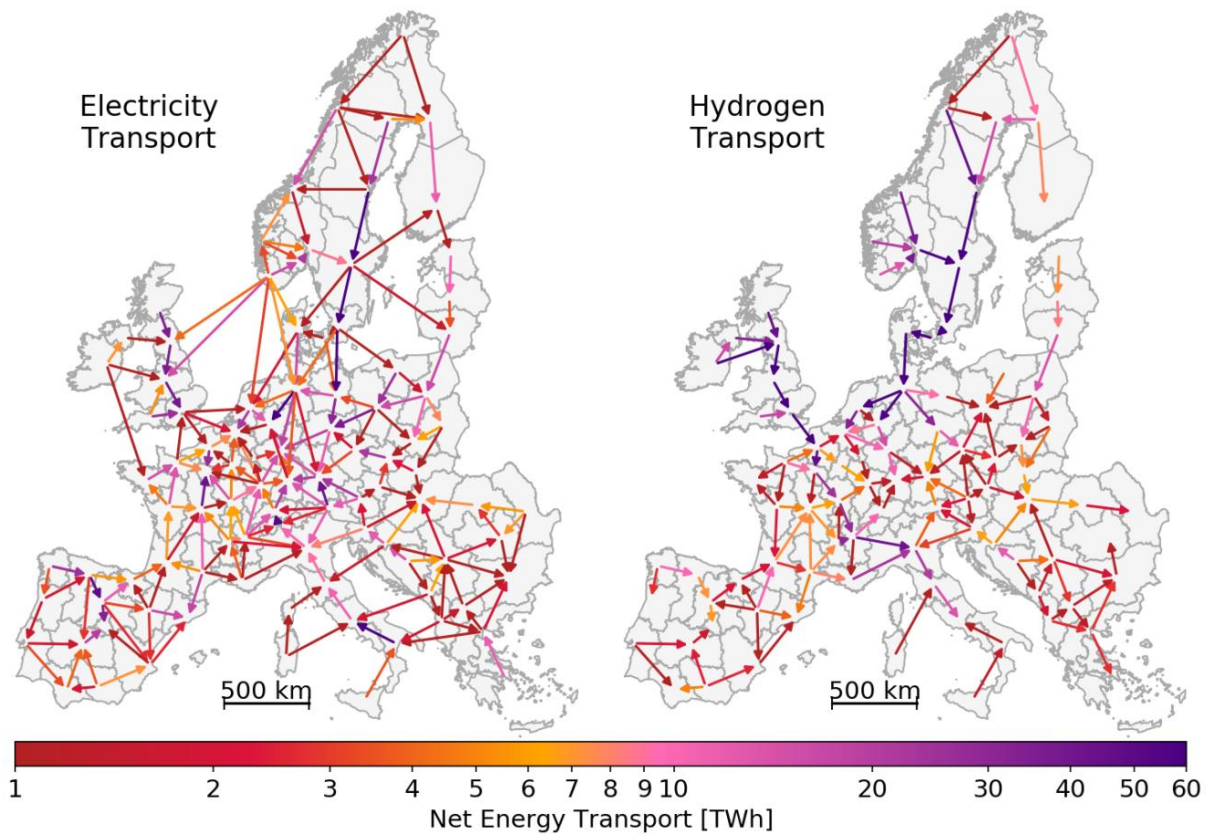 Electricity
Transport
Hydrogen
Transport
500 km
500 km
1 2 3 4 5 6 7 8 9 10 20 30 40 50 60
Net Energy Transport [TWh]